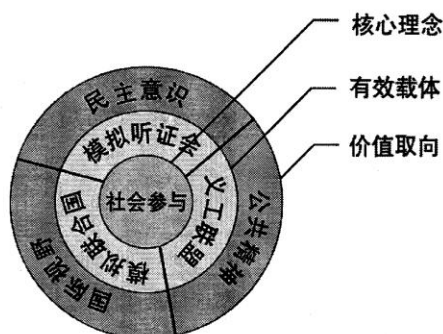 核心理念
有效载体
价值取向
民主意识
模拟听证会
社会参与
义工联盟
公共精神
模拟联合国
国际视野